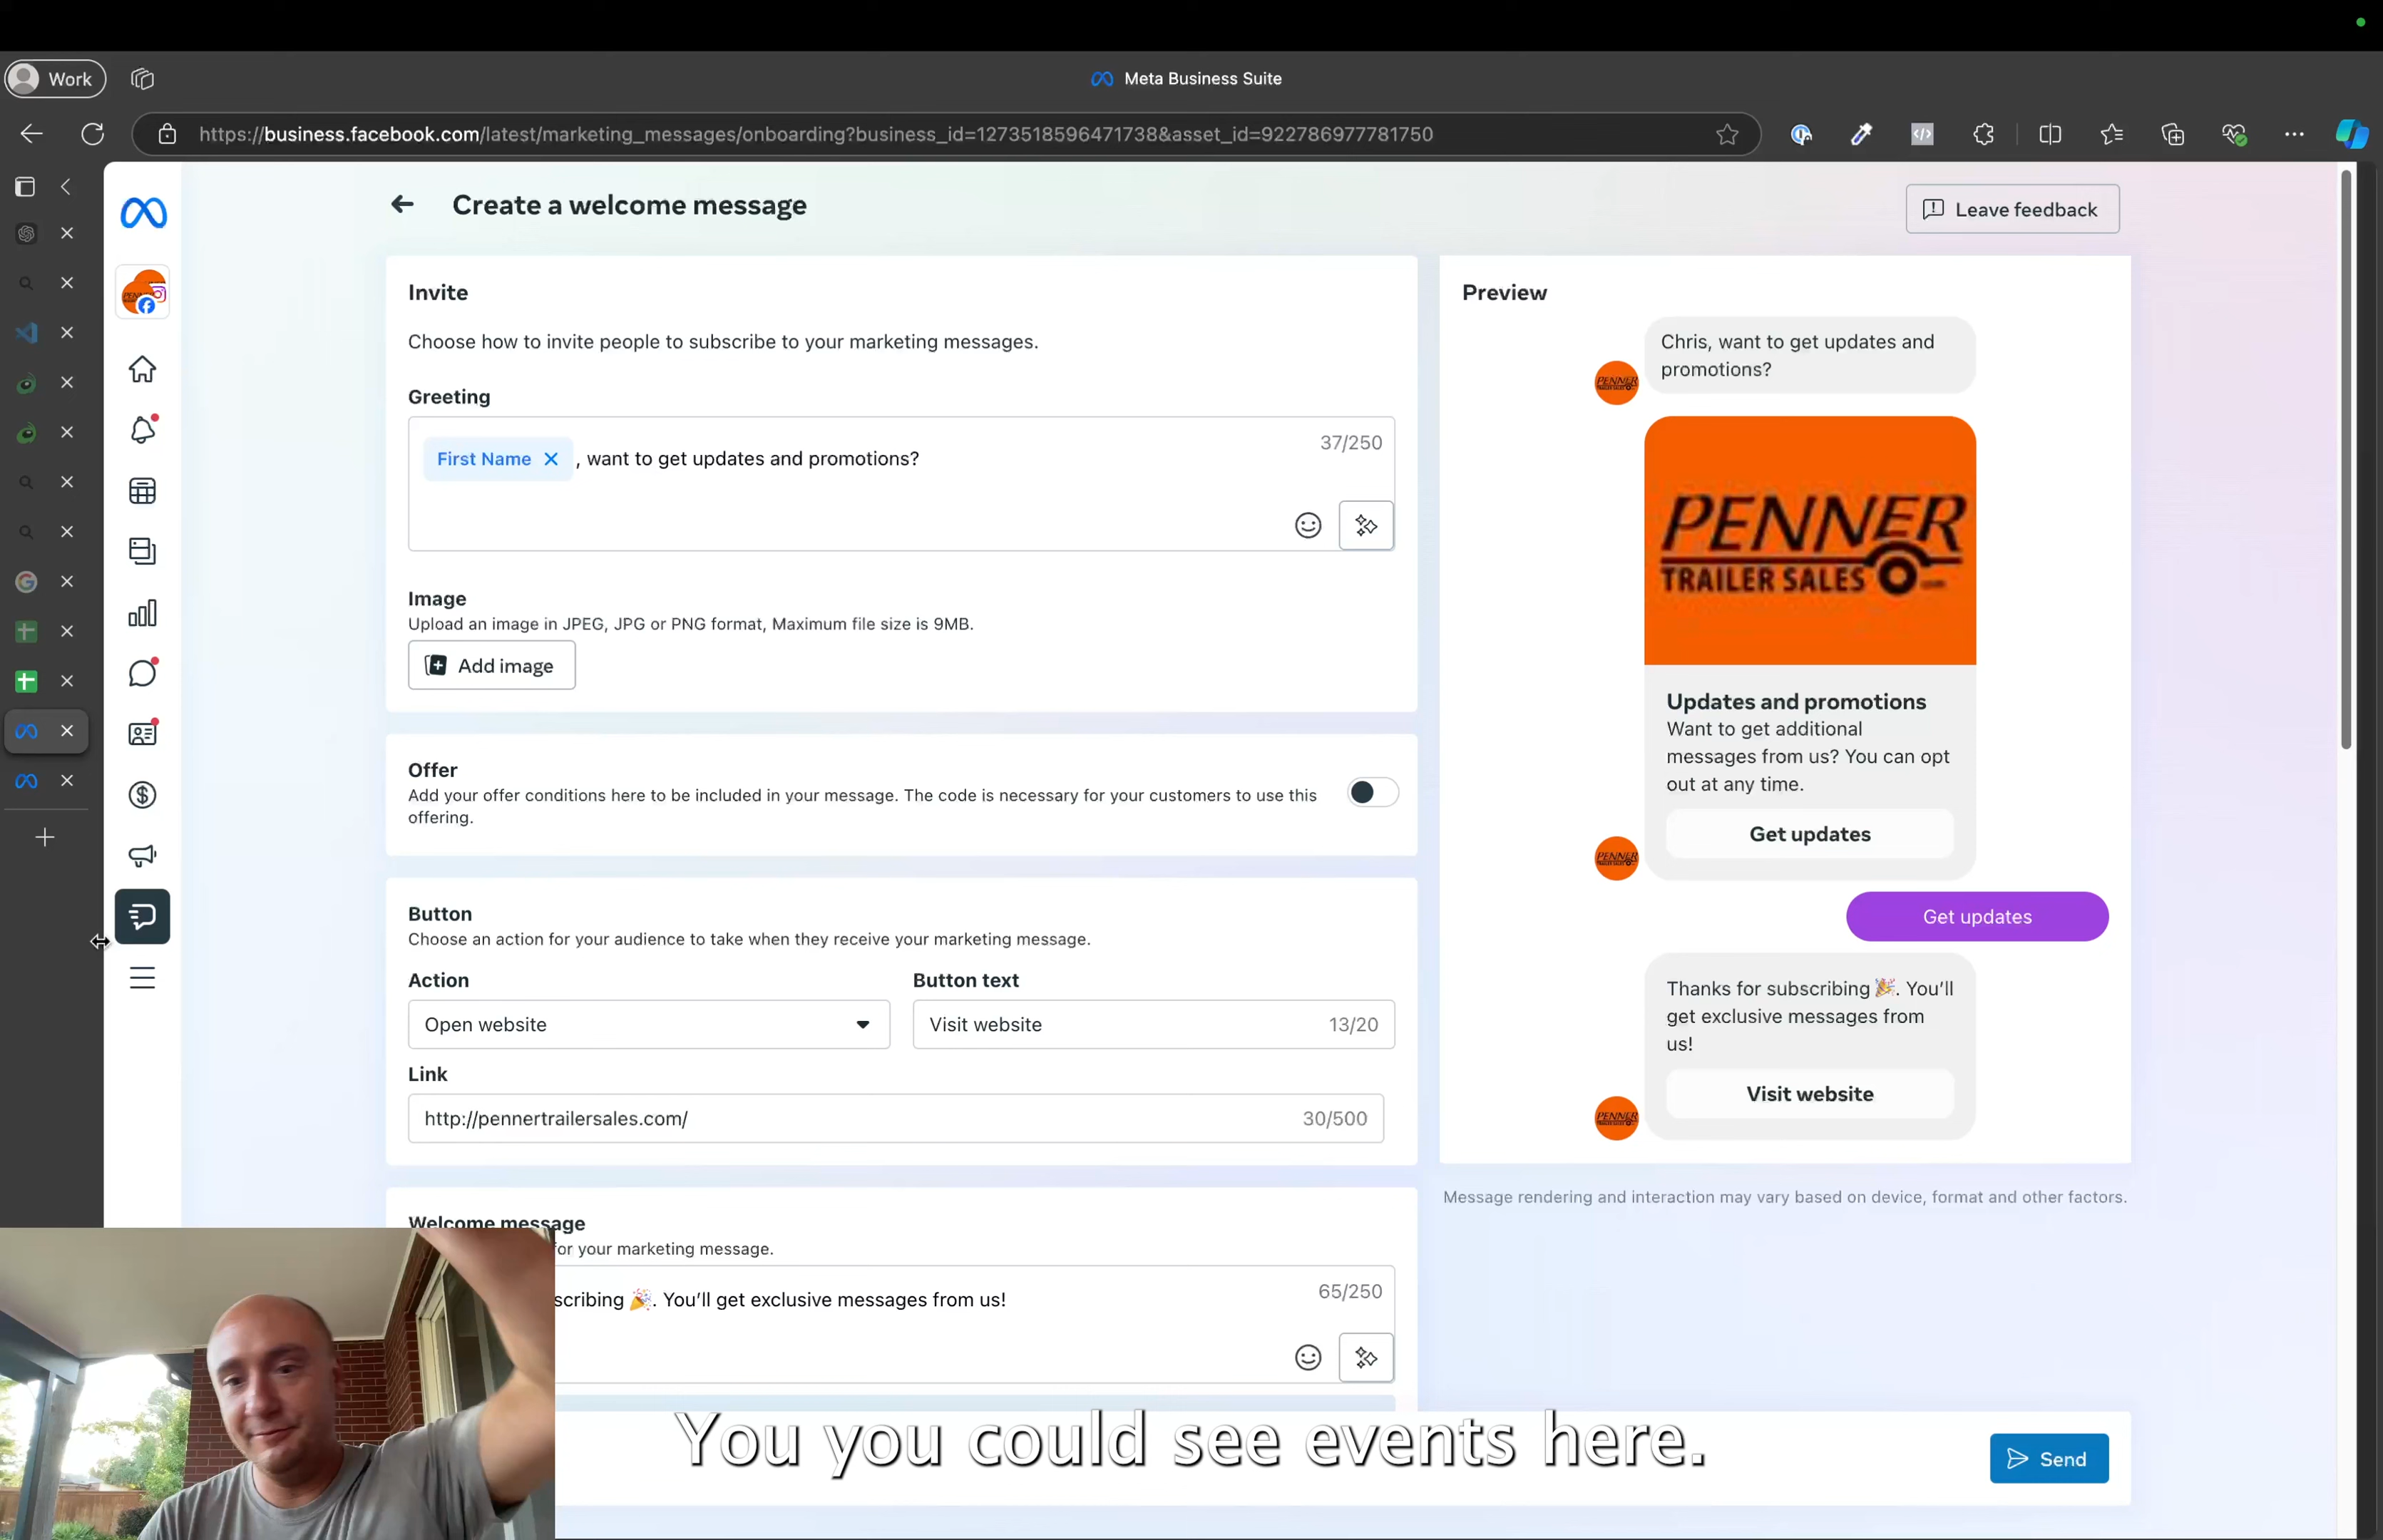 Work
Meta Business Suite
https://business.facebook.com/latest/marketing_messages/onboarding?business_id=1273518596471738&asset_id=922786977781750
Create a welcome message
Leave feedback
Invite
Choose how to invite people to subscribe to your marketing messages.
Greeting
37/250
First Name , want to get updates and promotions?
Image
Upload an image in JPEG, JPG or PNG format, Maximum file size is 9MB.
Add image
Offer
Add your offer conditions here to be included in your message. The code is necessary for your customers to use this
offering.
Button
Choose an action for your audience to take when they receive your marketing message.
Action
Button text
Open website
Visit website
13/20
Link
http://pennertrailersales.com/
30/500
Welcome message
for your marketing message.
65/250
scribing 🎉. You'll get exclusive messages from us!
Preview
Chris, want to get updates and
promotions?
PENNER
TRAILER SALES
Updates and promotions
Want to get additional
messages from us? You can opt
out at any time.
Get updates
Get updates
Thanks for subscribing 🎉. You'll
get exclusive messages from
us!
Visit website
Message rendering and interaction may vary based on device, format and other factors.
You you could see events here.
Send